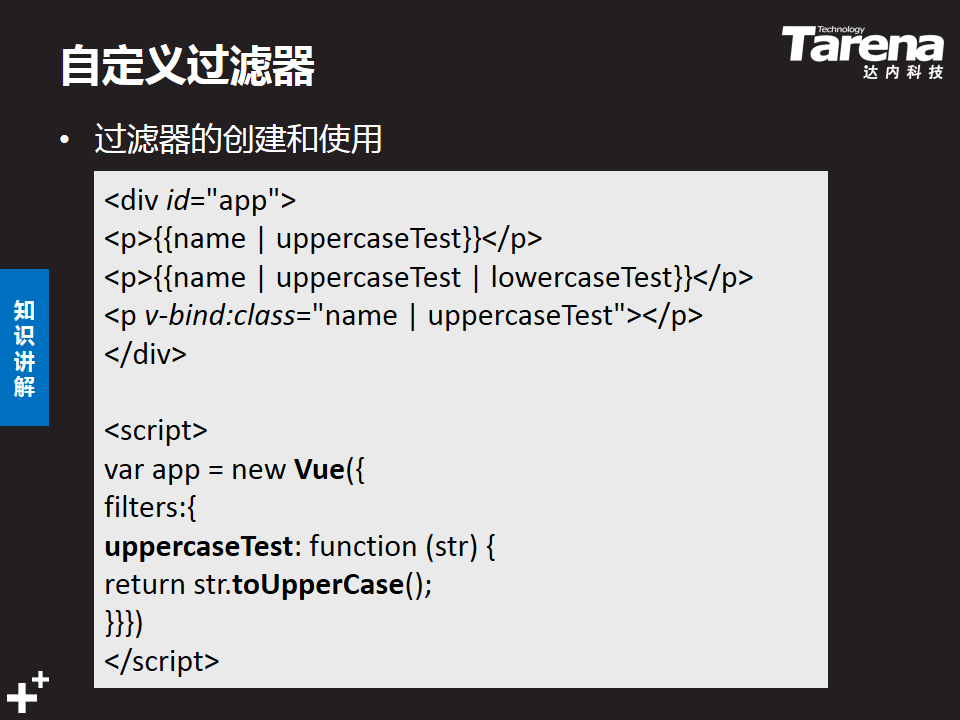 自定义过滤器
Technology
Tarena
达内科技
• 过滤器的创建和使用
<div id="app">
<p>{{name | uppercaseTest}}</p>
<p>{{name | uppercaseTest | lowercaseTest}}</p>
<p v-bind:class="name | uppercaseTest"></p>
</div>
<script>
var app = new Vue({
filters:{
uppercaseTest: function (str) {
return str.toUpperCase();
}}})
</script>
知识讲解